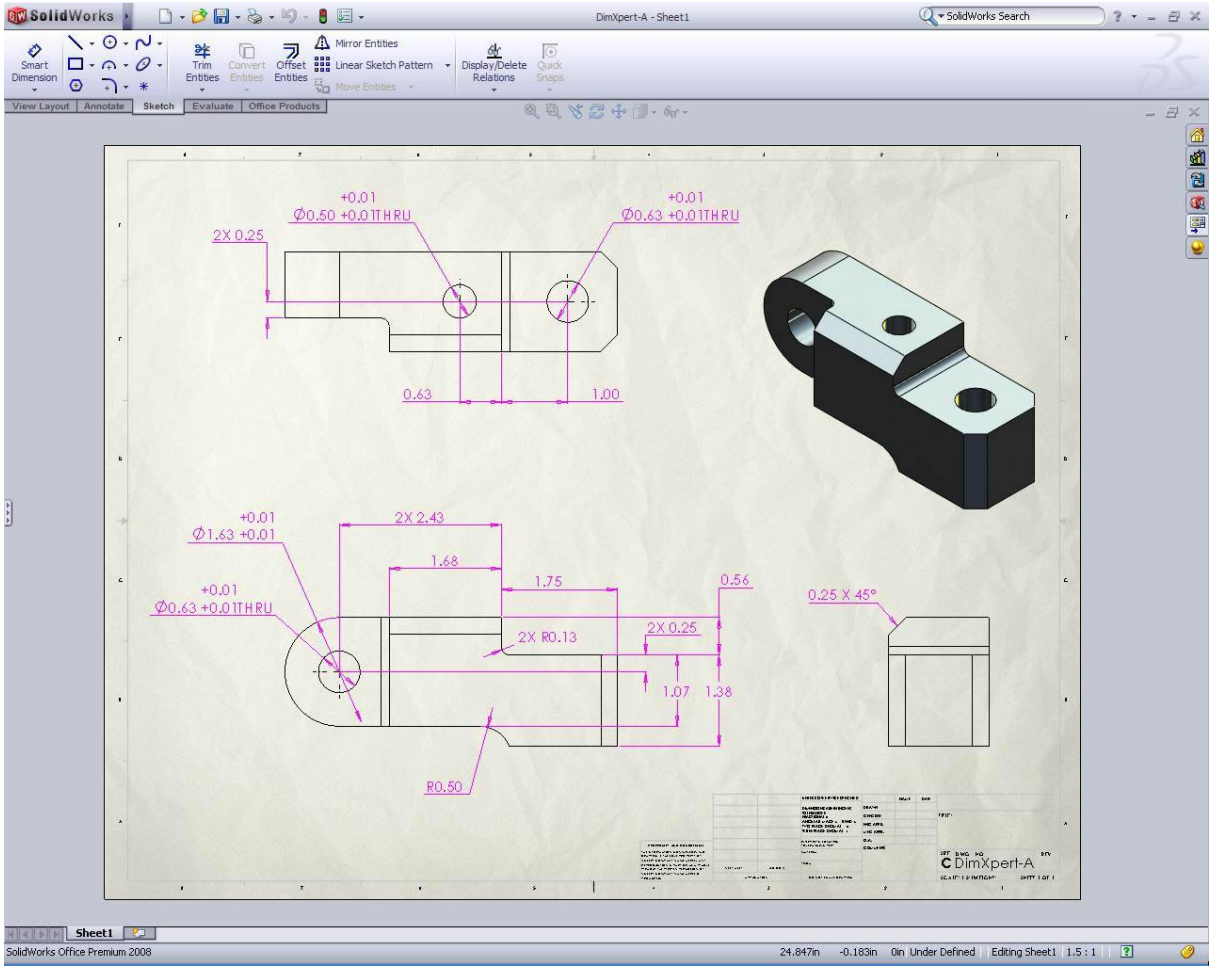 SolidWorks
DimXpert-A - Sheet1
SolidWorks Search
Smart Dimension
Trim Entities
Convert Entities
Offset Entities
Mirror Entities
Linear Sketch Pattern
Move Entities
Display/Delete Relations
Quick Snaps
View Layout Annotate Sketch Evaluate Office Products
+0.01
Ø0.50 +0.01THRU
+0.01
Ø0.63 +0.01THRU
2X 0.25
0.63
1.00
+0.01
Ø1.63 +0.01
2X 2.43
1.68
1.75
0.56
+0.01
Ø0.63 +0.01THRU
0.25 X 45°
2X R0.13
2X 0.25
1.07
1.38
R0.50
C DimXpert-A
SHEET 1 OF 1
Sheet1
SolidWorks Office Premium 2008
24.847in -0.183in 0in Under Defined Editing Sheet1 1.5 : 1